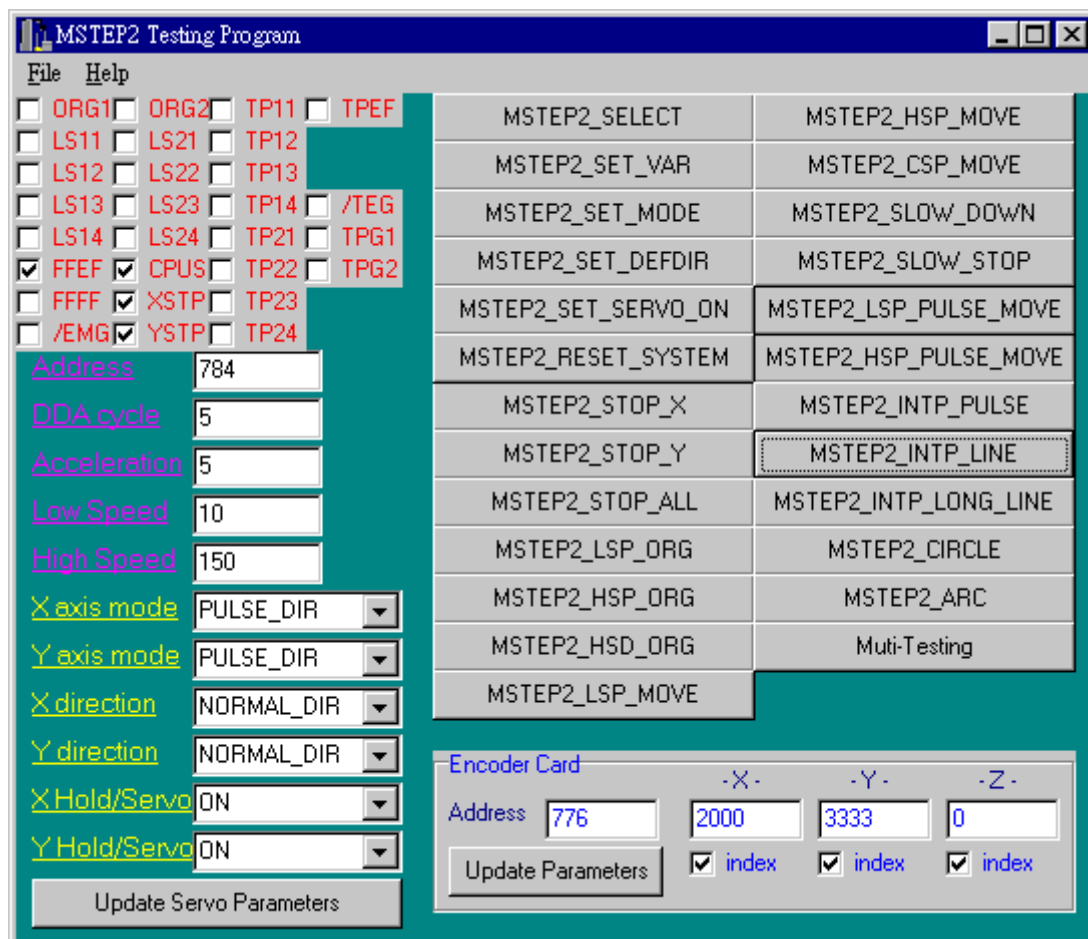 MSTEP2 Testing Program
File Help
ORG1 ORG2 TP11 TPEF
LS11 LS21 TP12
LS12 LS22 TP13
LS13 LS23 TP14 /TEG
LS14 LS24 TP21 TPG1
FFEF CPUS TP22 TPG2
FFFF XSTP TP23
/EMG YSTP TP24
Address 784
DDA cycle 5
Acceleration 5
Low Speed 10
High Speed 150
X axis mode PULSE_DIR
Y axis mode PULSE_DIR
X direction NORMAL_DIR
Y direction NORMAL_DIR
X Hold/Servo ON
Y Hold/Servo ON
Update Servo Parameters
MSTEP2_SELECT MSTEP2_HSP_MOVE
MSTEP2_SET_VAR MSTEP2_CSP_MOVE
MSTEP2_SET_MODE MSTEP2_SLOW_DOWN
MSTEP2_SET_DEFDIR MSTEP2_SLOW_STOP
MSTEP2_SET_SERVO_ON MSTEP2_LSP_PULSE_MOVE
MSTEP2_RESET_SYSTEM MSTEP2_HSP_PULSE_MOVE
MSTEP2_STOP_X MSTEP2_INTP_PULSE
MSTEP2_STOP_Y MSTEP2_INTP_LINE
MSTEP2_STOP_ALL MSTEP2_INTP_LONG_LINE
MSTEP2_LSP_ORG MSTEP2_CIRCLE
MSTEP2_HSP_ORG MSTEP2_ARC
MSTEP2_HSD_ORG Muti-Testing
MSTEP2_LSP_MOVE
Encoder Card
-X- -Y- -Z-
Address 776 2000 3333 0
Update Parameters index index index